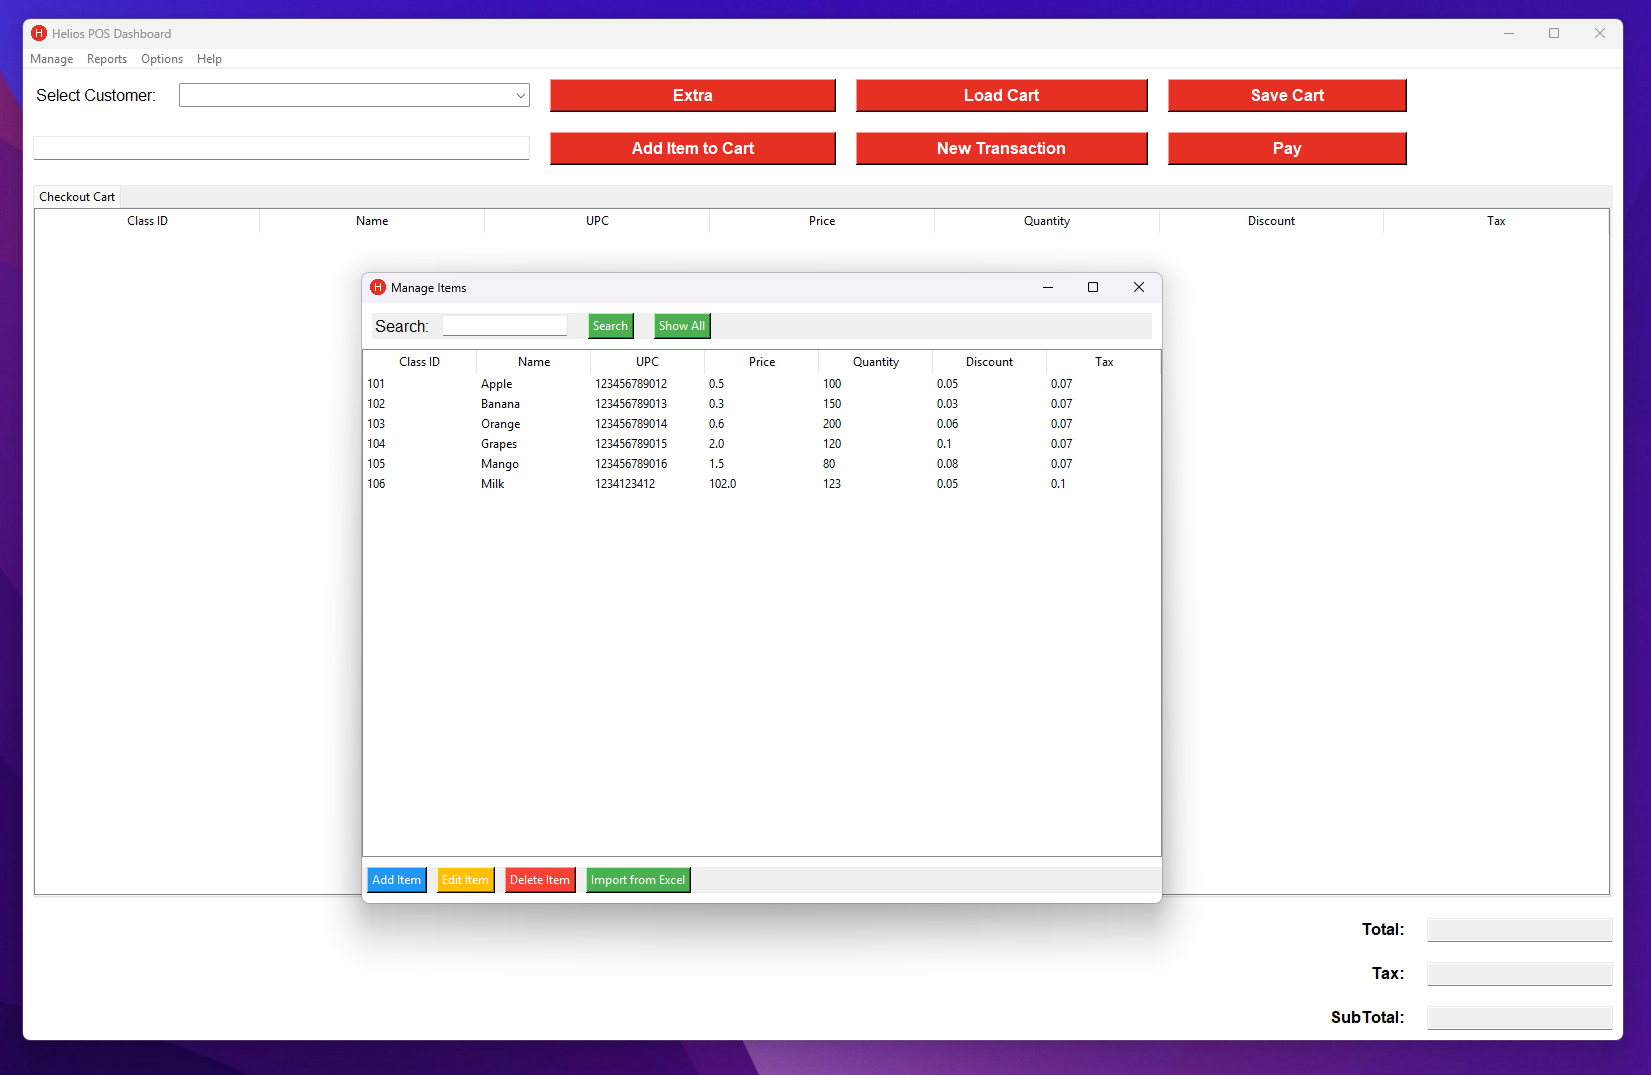 H Helios POS Dashboard
Manage Reports Options Help
Select Customer: Extra Load Cart Save Cart
Add Item to Cart New Transaction Pay
Checkout Cart
Class ID Name UPC Price Quantity Discount Tax
H Manage Items
Search: Search Show All
Class ID Name UPC Price Quantity Discount Tax
101 Apple 123456789012 0.5 100 0.05 0.07
102 Banana 123456789013 0.3 150 0.03 0.07
103 Orange 123456789014 0.6 200 0.06 0.07
104 Grapes 123456789015 2.0 120 0.1 0.07
105 Mango 123456789016 1.5 80 0.08 0.07
106 Milk 1234123412 102.0 123 0.05 0.1
Add Item Edit Item Delete Item Import from Excel
Total:
Tax:
SubTotal: